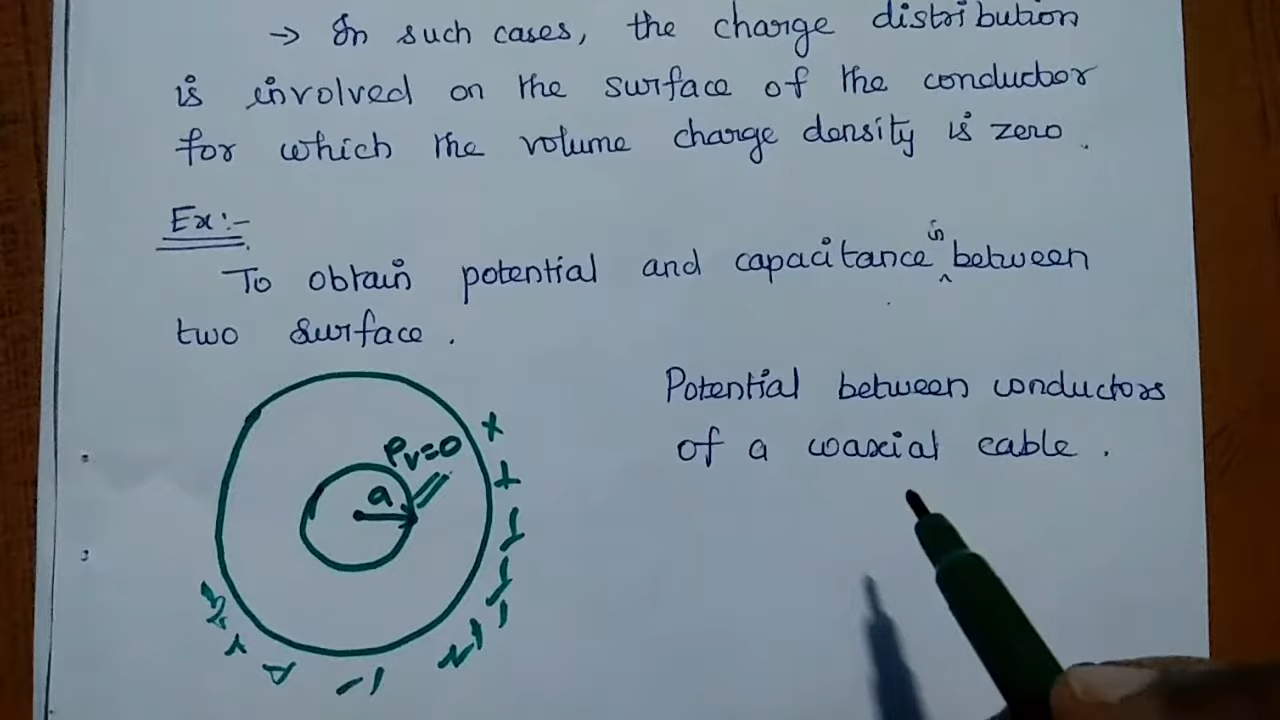 → In such cases, the charge distribution
is involved on the surface of the conductor
for which the volume charge density is zero.
Ex:-
To obtain potential and capacitance in between
two surface.
Potential between conductors
of a coaxial cable.
ρv=0
a